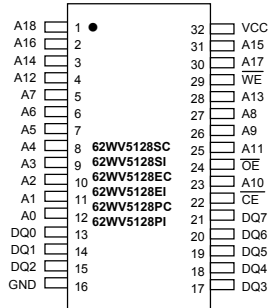 A18 1 32 VCC
A16 2 31 A15
A14 3 30 A17
A12 4 29 WE
A7 5 28 A13
A6 6 27 A8
A5 7 26 A9
A4 8 62WV5128SC 25 A11
A3 9 62WV5128SI 24 OE
A2 10 62WV5128EC 23 A10
A1 11 62WV5128EI 22 CE
A0 12 62WV5128PC 21 DQ7
DQ0 13 62WV5128PI 20 DQ6
DQ1 14 19 DQ5
DQ2 15 18 DQ4
GND 16 17 DQ3